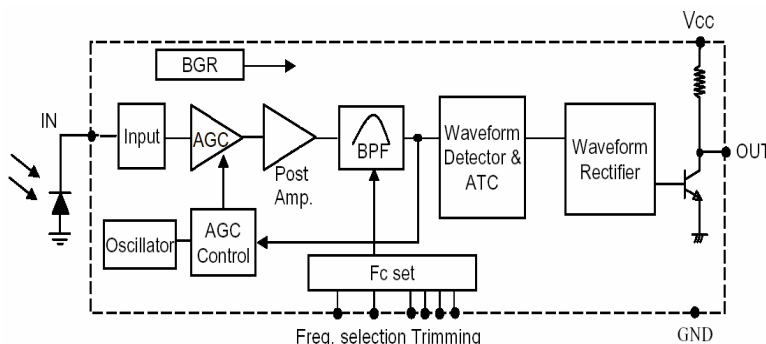 Vcc
BGR
IN
Input
AGC
Post
Amp.
BPF
Waveform
Detector &
ATC
Waveform
Rectifier
OUT
Oscillator
AGC
Control
Fc set
Freq. selection Trimming
GND